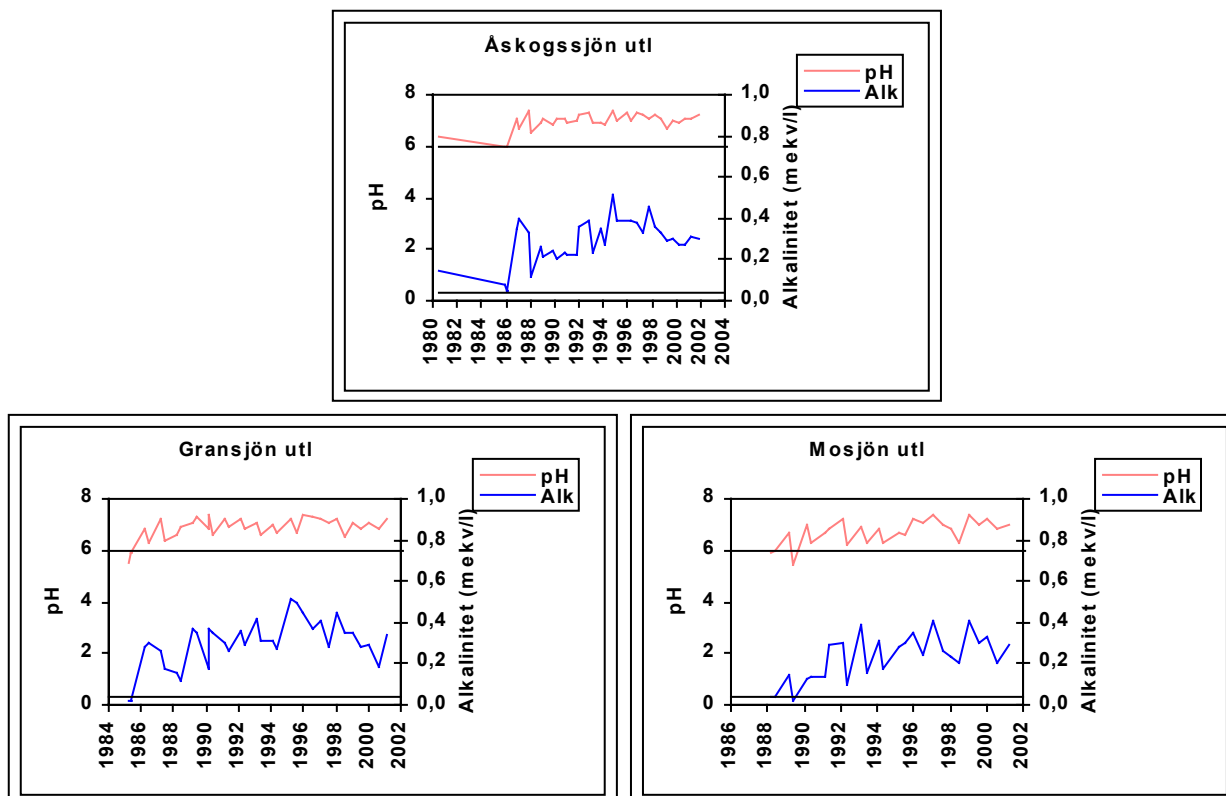 Åskogssjön utl
pH
Alk
8
6
4
2
0
pH
1,0
0,8
0,6
0,4
0,2
0,0
Alkalinitet (mekv/l)
1980 1982 1984 1986 1988 1990 1992 1994 1996 1998 2000 2002 2004
Gransjön utl
pH
Alk
8
6
4
2
0
pH
1,0
0,8
0,6
0,4
0,2
0,0
Alkalinitet (mekv/l)
1984 1986 1988 1990 1992 1994 1996 1998 2000 2002
Mosjön utl
pH
Alk
8
6
4
2
0
pH
1,0
0,8
0,6
0,4
0,2
0,0
Alkalinitet (mekv/l)
1986 1988 1990 1992 1994 1996 1998 2000 2002